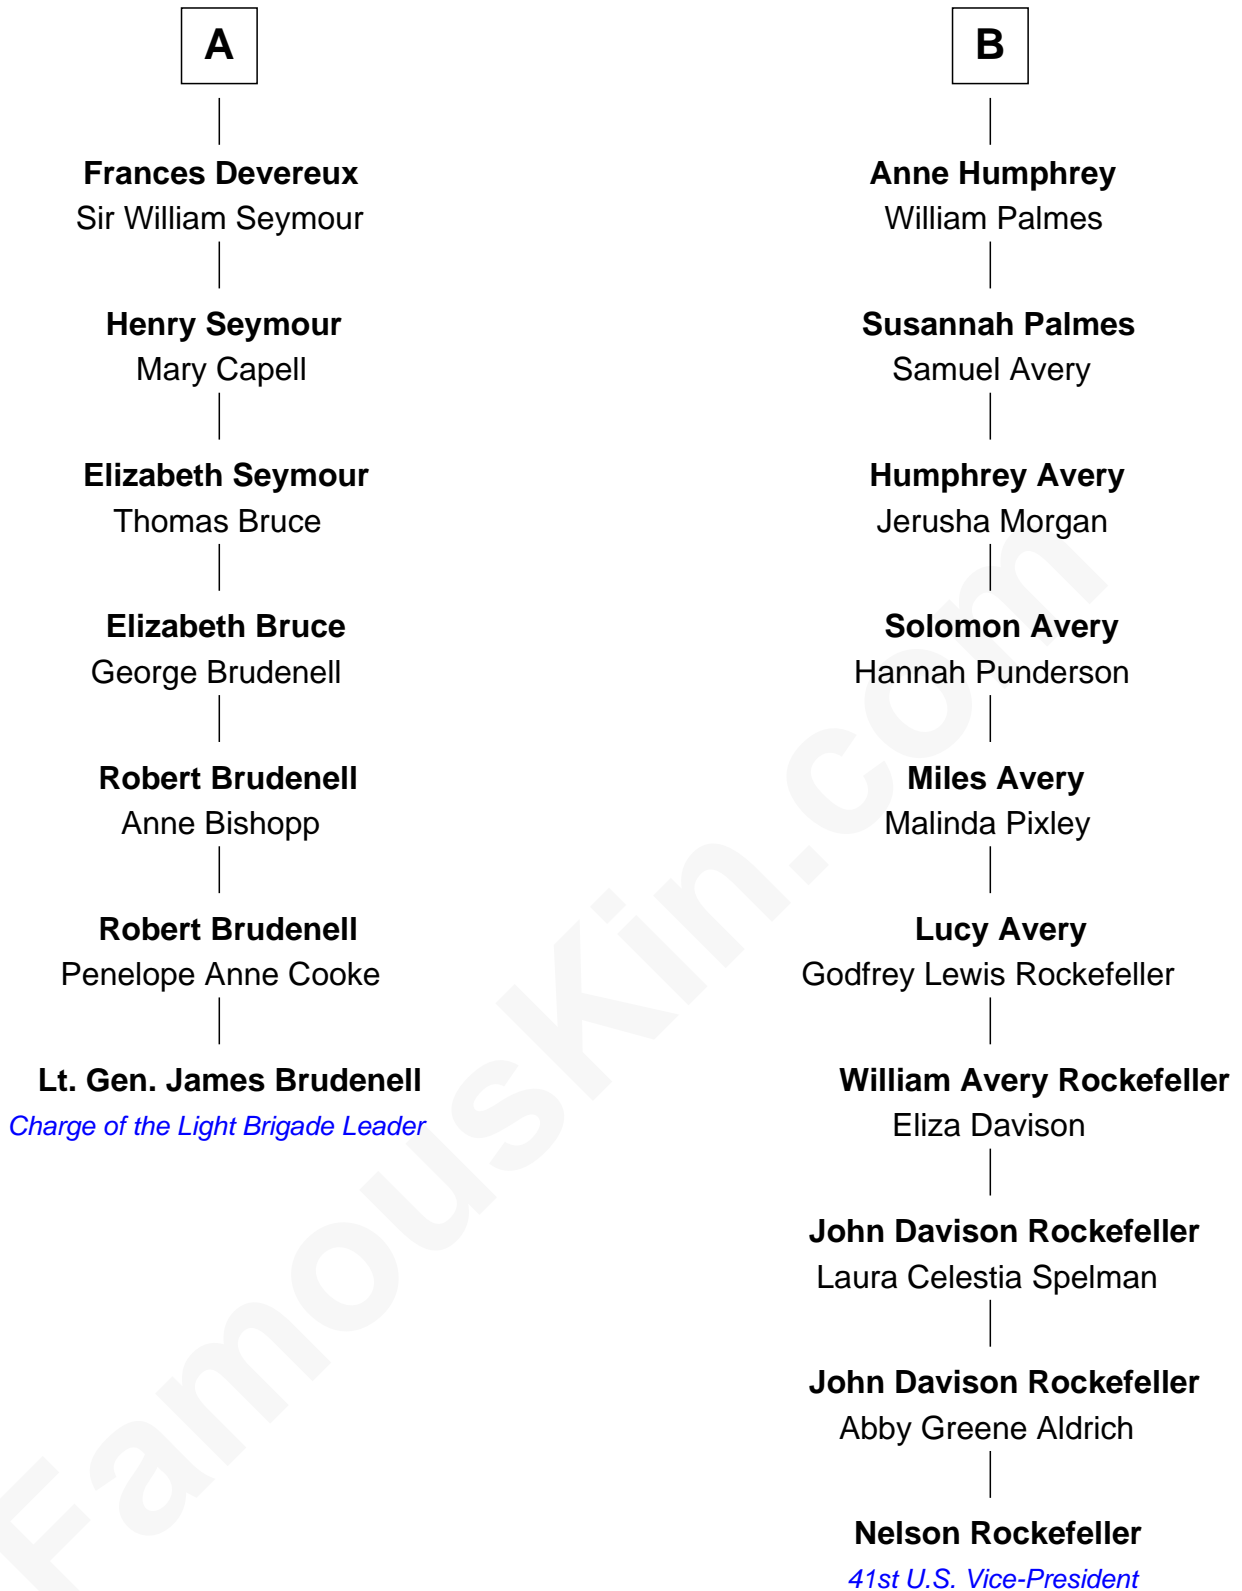 A
Frances Devereux
Sir William Seymour
Henry Seymour
Mary Capell
Elizabeth Seymour
Thomas Bruce
Elizabeth Bruce
George Brudenell
Robert Brudenell
Anne Bishopp
Robert Brudenell
Penelope Anne Cooke
Lt. Gen. James Brudenell
Charge of the Light Brigade Leader
B
Anne Humphrey
William Palmes
Susannah Palmes
Samuel Avery
Humphrey Avery
Jerusha Morgan
Solomon Avery
Hannah Punderson
Miles Avery
Malinda Pixley
Lucy Avery
Godfrey Lewis Rockefeller
William Avery Rockefeller
Eliza Davison
John Davison Rockefeller
Laura Celestia Spelman
John Davison Rockefeller
Abby Greene Aldrich
Nelson Rockefeller
41st U.S. Vice-President
FamousKin.com